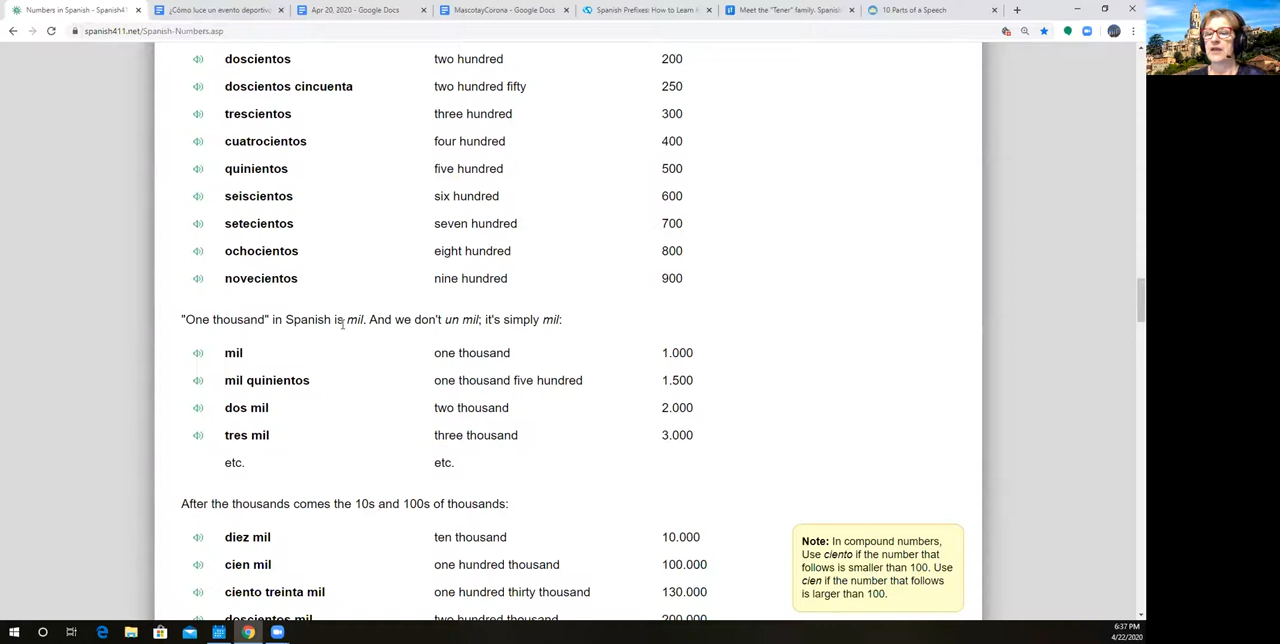 Numbers in Spanish - Spanish41
¿Cómo luce un evento deportivo
Apr 20, 2020 - Google Docs
MascotayCorona - Google Docs
Spanish Prefixes: How to Learn
Meet the "Tener" family. Spanish
10 Parts of a Speech
spanish411.net/Spanish-Numbers.asp
doscientos two hundred 200
doscientos cincuenta two hundred fifty 250
trescientos three hundred 300
cuatrocientos four hundred 400
quinientos five hundred 500
seiscientos six hundred 600
setecientos seven hundred 700
ochocientos eight hundred 800
novecientos nine hundred 900
"One thousand" in Spanish is mil. And we don't un mil; it's simply mil:
mil one thousand 1.000
mil quinientos one thousand five hundred 1.500
dos mil two thousand 2.000
tres mil three thousand 3.000
etc. etc.
After the thousands comes the 10s and 100s of thousands:
diez mil ten thousand 10.000
cien mil one hundred thousand 100.000
ciento treinta mil one hundred thirty thousand 130.000
doscientos mil two hundred thousand 200.000
Note: In compound numbers,
Use ciento if the number that
follows is smaller than 100. Use
cien if the number that follows
is larger than 100.
6:37 PM
4/22/2020